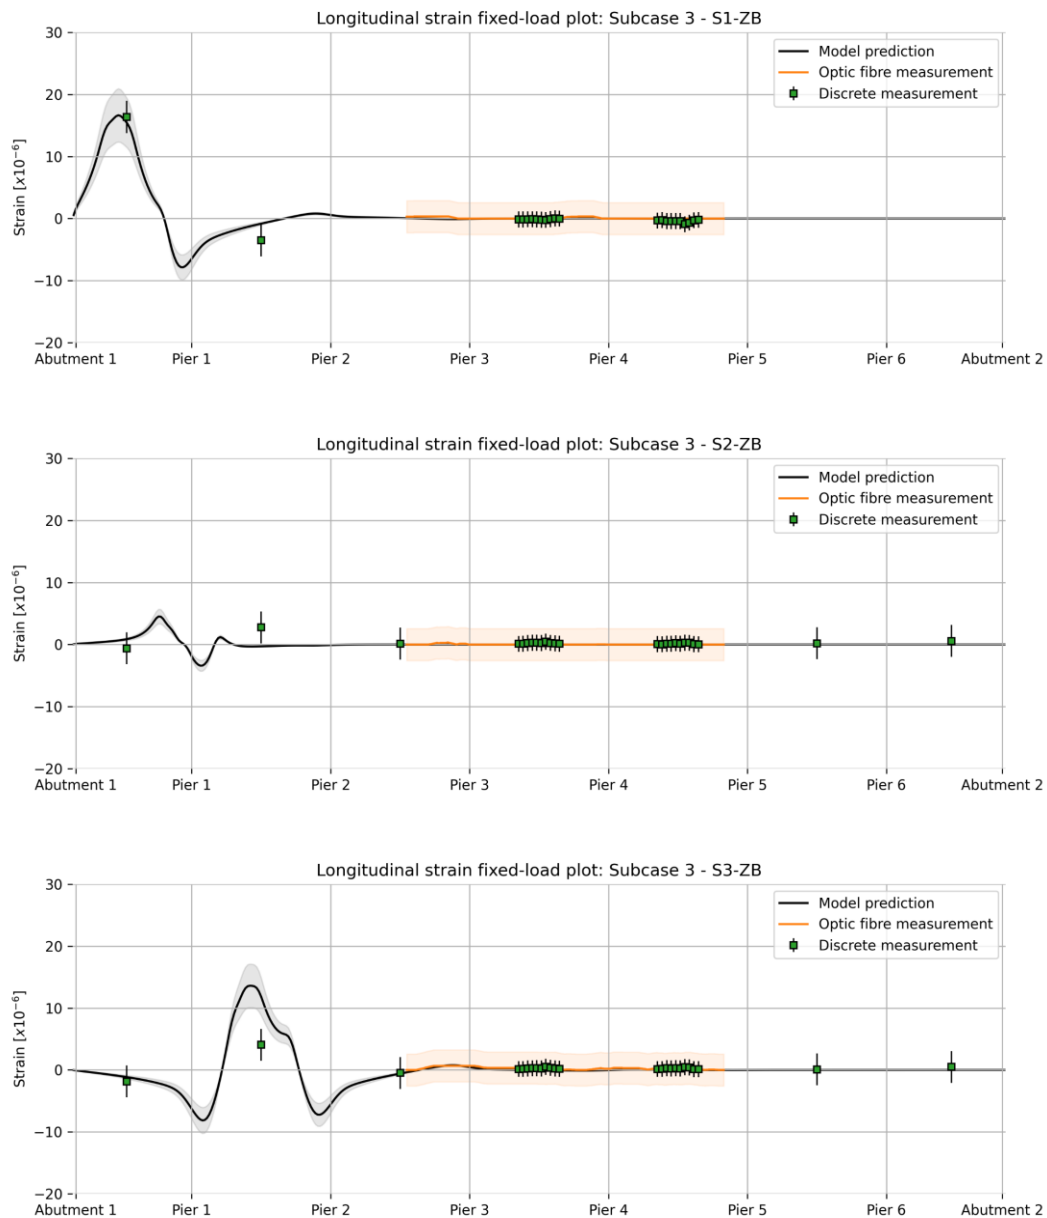 Longitudinal strain fixed-load plot: Subcase 3 - S1-ZB
30
20
10
0
−10
−20
Strain [x10⁻⁶]
Model prediction
Optic fibre measurement
Discrete measurement
Abutment 1 Pier 1 Pier 2 Pier 3 Pier 4 Pier 5 Pier 6 Abutment 2
Longitudinal strain fixed-load plot: Subcase 3 - S2-ZB
30
20
10
0
−10
−20
Strain [x10⁻⁶]
Model prediction
Optic fibre measurement
Discrete measurement
Abutment 1 Pier 1 Pier 2 Pier 3 Pier 4 Pier 5 Pier 6 Abutment 2
Longitudinal strain fixed-load plot: Subcase 3 - S3-ZB
30
20
10
0
−10
−20
Strain [x10⁻⁶]
Model prediction
Optic fibre measurement
Discrete measurement
Abutment 1 Pier 1 Pier 2 Pier 3 Pier 4 Pier 5 Pier 6 Abutment 2